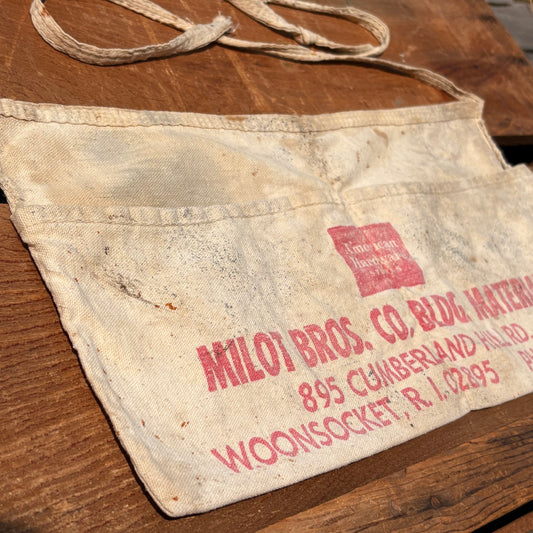 American
Hardware
MILOT BROS. CO. BLDG. MATERIA
895 CUMBERLAND HILL RD.
WOONSOCKET, R. I. 02895